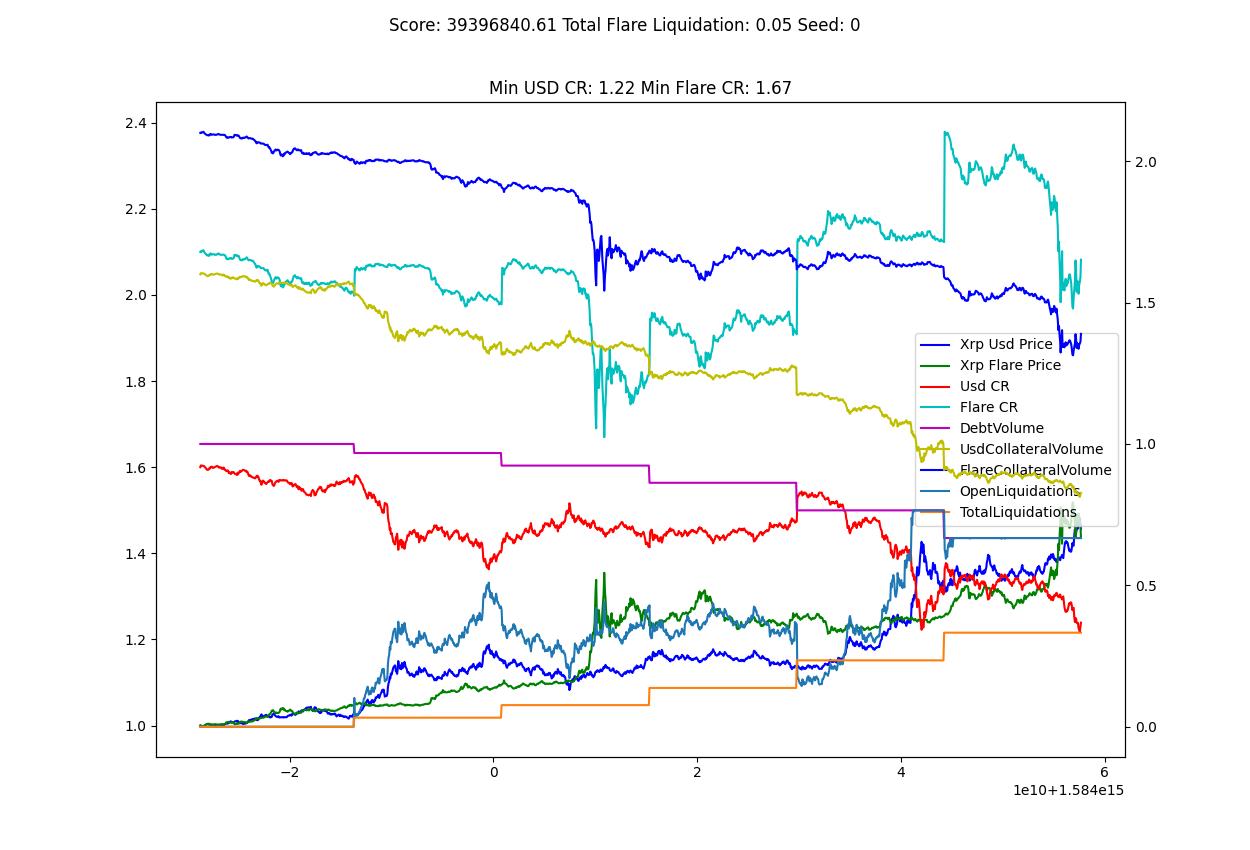 Score: 39396840.61 Total Flare Liquidation: 0.05 Seed: 0
Min USD CR: 1.22 Min Flare CR: 1.67
2.4
2.2
2.0
1.8
1.6
1.4
1.2
1.0
2.0
1.5
1.0
0.5
0.0
Xrp Usd Price
Xrp Flare Price
Usd CR
Flare CR
DebtVolume
UsdCollateralVolume
FlareCollateralVolume
OpenLiquidations
TotalLiquidations
−2 0 2 4 6
1e10+1.584e15